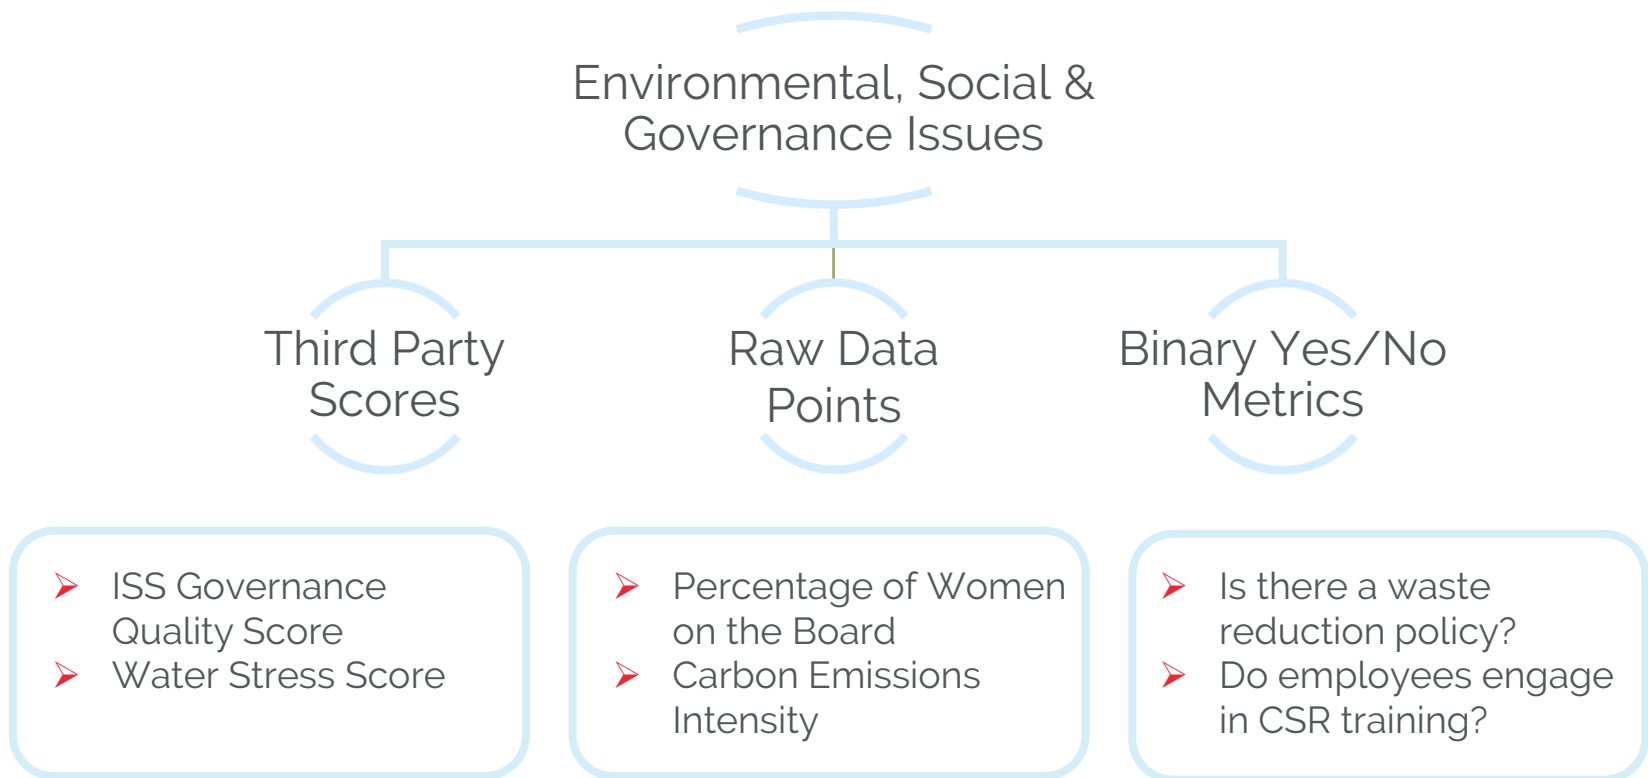 Environmental, Social &
Governance Issues
Third Party
Scores
Raw Data
Points
Binary Yes/No
Metrics
ISS Governance
Quality Score
Water Stress Score
Percentage of Women
on the Board
Carbon Emissions
Intensity
Is there a waste
reduction policy?
Do employees engage
in CSR training?